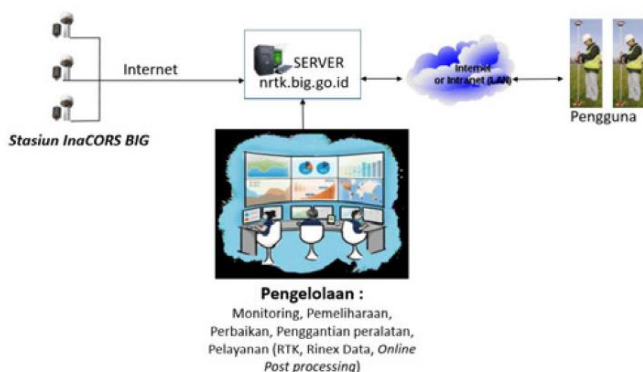 Internet
SERVER
nrtk.big.go.id
Internet
or Intranet (LAN)
Pengguna
Stasiun InaCORS BIG
Pengelolaan :
Monitoring, Pemeliharaan,
Perbaikan, Penggantian peralatan,
Pelayanan (RTK, Rinex Data, Online
Post processing)